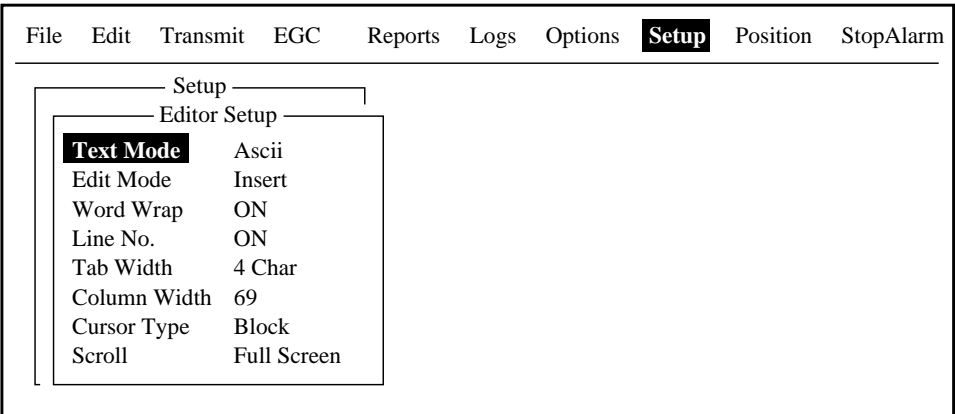 File Edit Transmit EGC Reports Logs Options Setup Position StopAlarm
Setup
Editor Setup
Text Mode Ascii
Edit Mode Insert
Word Wrap ON
Line No. ON
Tab Width 4 Char
Column Width 69
Cursor Type Block
Scroll Full Screen